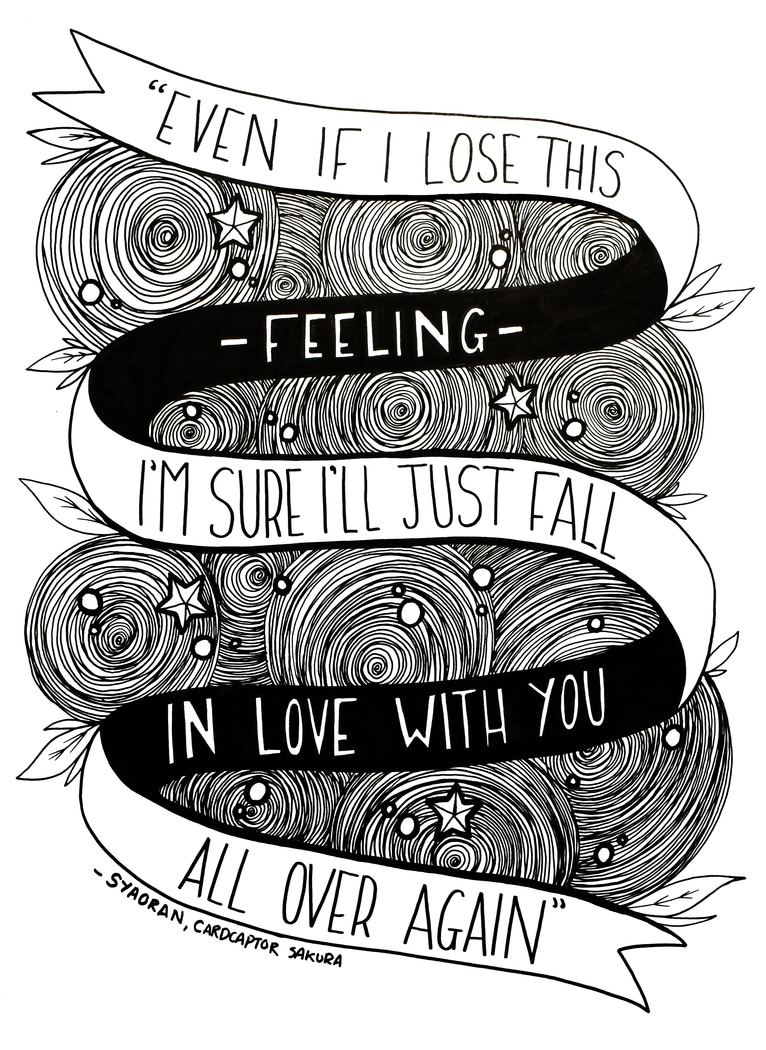 “EVEN IF I LOSE THIS
-FEELING-
I'M SURE I'LL JUST FALL
IN LOVE WITH YOU
ALL OVER AGAIN”
-SYAORAN, CARDCAPTOR SAKURA